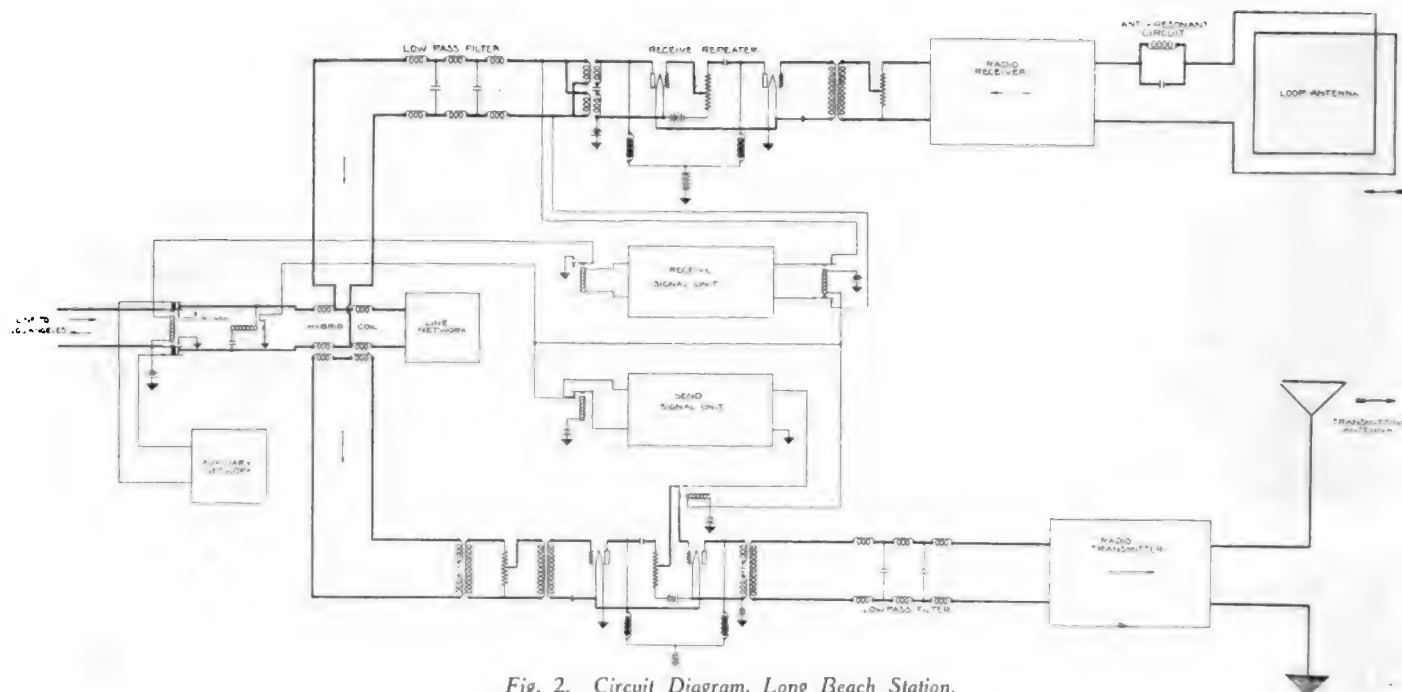 LOW PASS FILTER
RECEIVE REPEATER
ANTI-RESONANT
CIRCUIT
RADIO
RECEIVER
LOOP ANTENNA
RECEIVE
SIGNAL UNIT
LINE TO
HYBRID COIL
LINE
NETWORK
SEND
SIGNAL UNIT
TRANSMITTING
ANTENNA
AUXILIARY
NETWORK
RADIO
TRANSMITTER
LOW PASS FILTER
Fig. 2. Circuit Diagram, Long Beach Station.